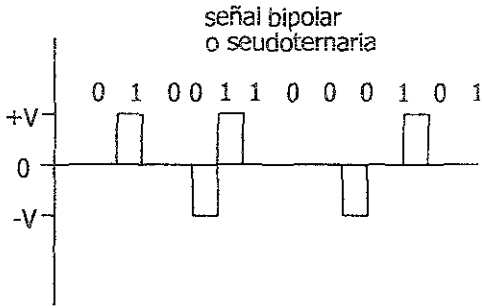 señal bipolar
o seudoternaria
0 1 0 0 1 1 0 0 0 1 0 1
+V
0
-V